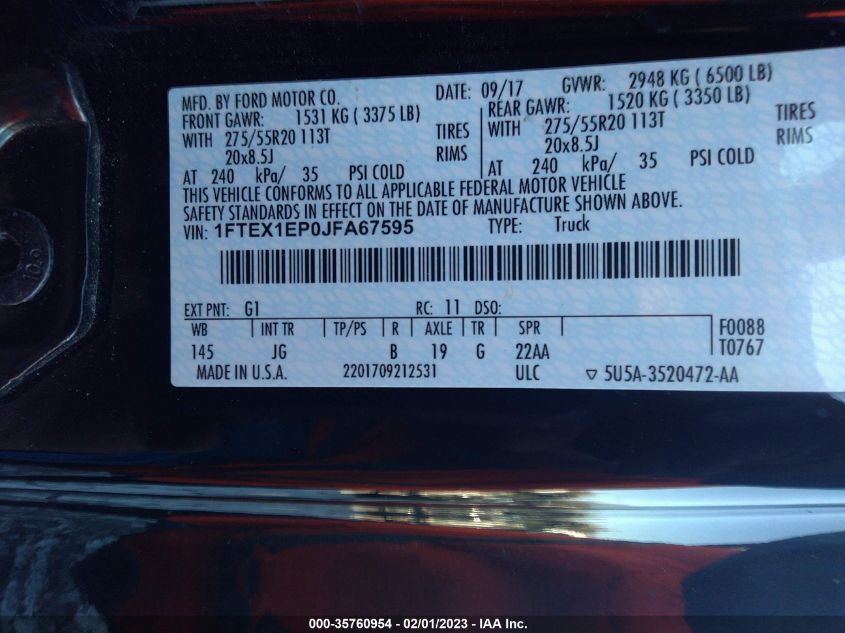 MFD. BY FORD MOTOR CO. DATE: 09/17 GVWR: 2948 KG ( 6500 LB)
FRONT GAWR: 1531 KG ( 3375 LB) REAR GAWR: 1520 KG ( 3350 LB)
WITH 275/55R20 113T TIRES WITH 275/55R20 113T TIRES
20x8.5J RIMS 20x8.5J RIMS
AT 240 kPa/ 35 PSI COLD AT 240 kPa/ 35 PSI COLD
THIS VEHICLE CONFORMS TO ALL APPLICABLE FEDERAL MOTOR VEHICLE
SAFETY STANDARDS IN EFFECT ON THE DATE OF MANUFACTURE SHOWN ABOVE.
VIN: 1FTEX1EP0JFA67595 TYPE: Truck
EXT PNT: G1 RC: 11 DSO:
WB INT TR TP/PS R AXLE TR SPR F0088
145 JG B 19 G 22AA T0767
MADE IN U.S.A. 2201709212531 ULC ▽ 5U5A-3520472-AA
000-35760954 — 02/01/2023 — IAA Inc.